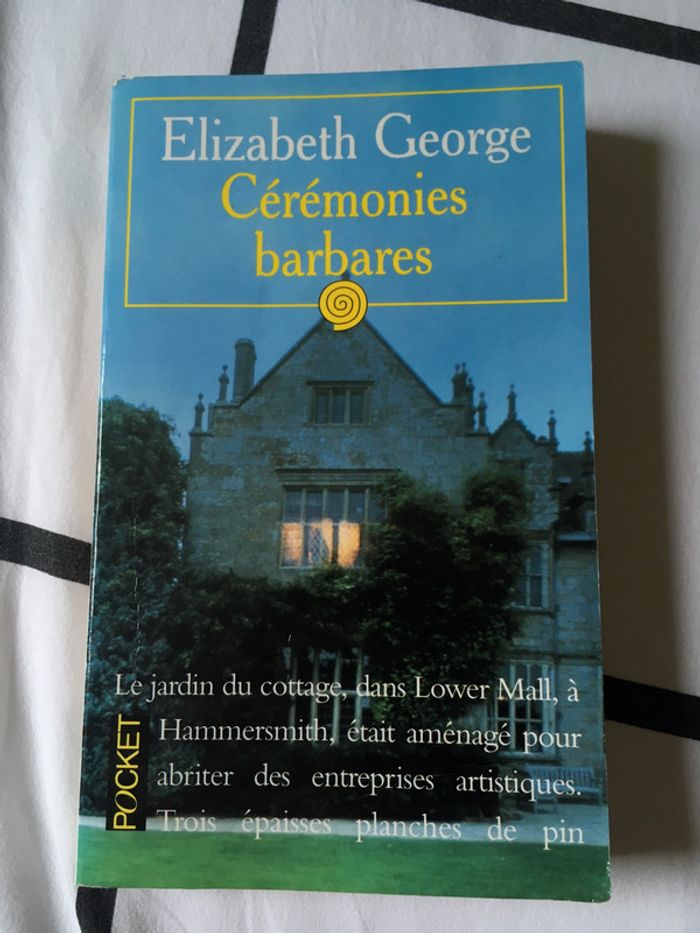 Elizabeth George
Cérémonies
barbares
Le jardin du cottage, dans Lower Mall, à
Hammersmith, était aménagé pour
abriter des entreprises artistiques.
Trois épaisses planches de pin
POCKET